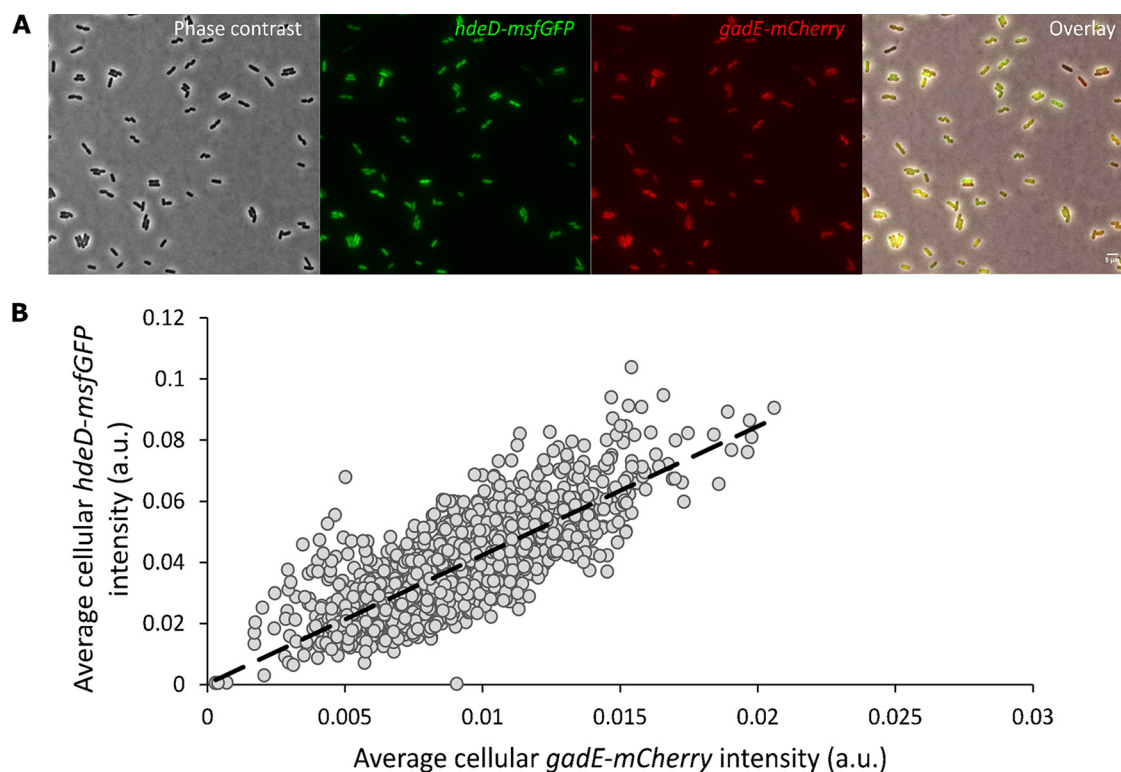 A
Phase contrast
hdeD-msfGFP
gadE-mCherry
Overlay
5 µm
B
Average cellular hdeD-msfGFP
intensity (a.u.)
0.12
0.1
0.08
0.06
0.04
0.02
0
0
0.005
0.01
0.015
0.02
0.025
0.03
Average cellular gadE-mCherry intensity (a.u.)